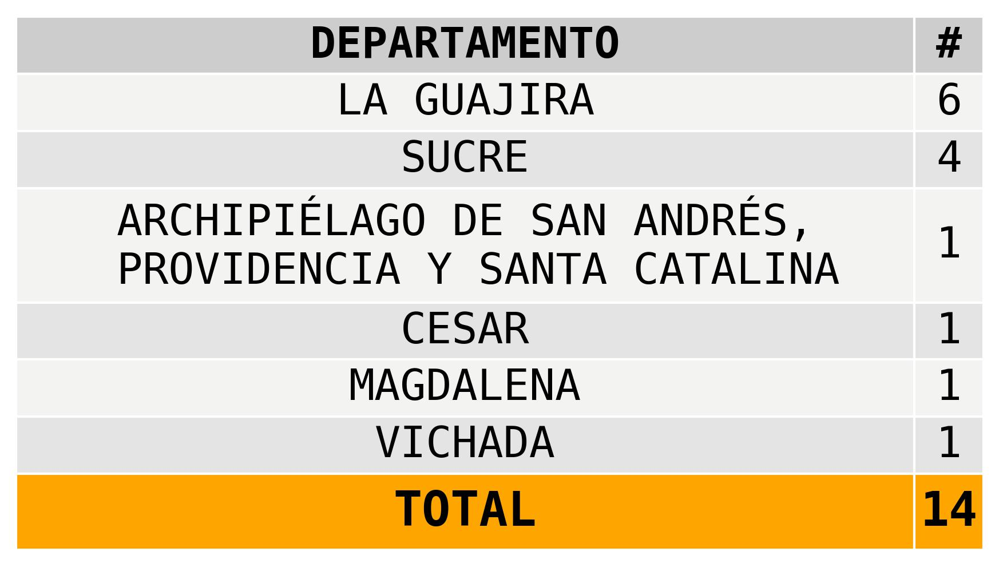 DEPARTAMENTO #
LA GUAJIRA 6
SUCRE 4
ARCHIPIÉLAGO DE SAN ANDRÉS,
PROVIDENCIA Y SANTA CATALINA 1
CESAR 1
MAGDALENA 1
VICHADA 1
TOTAL 14